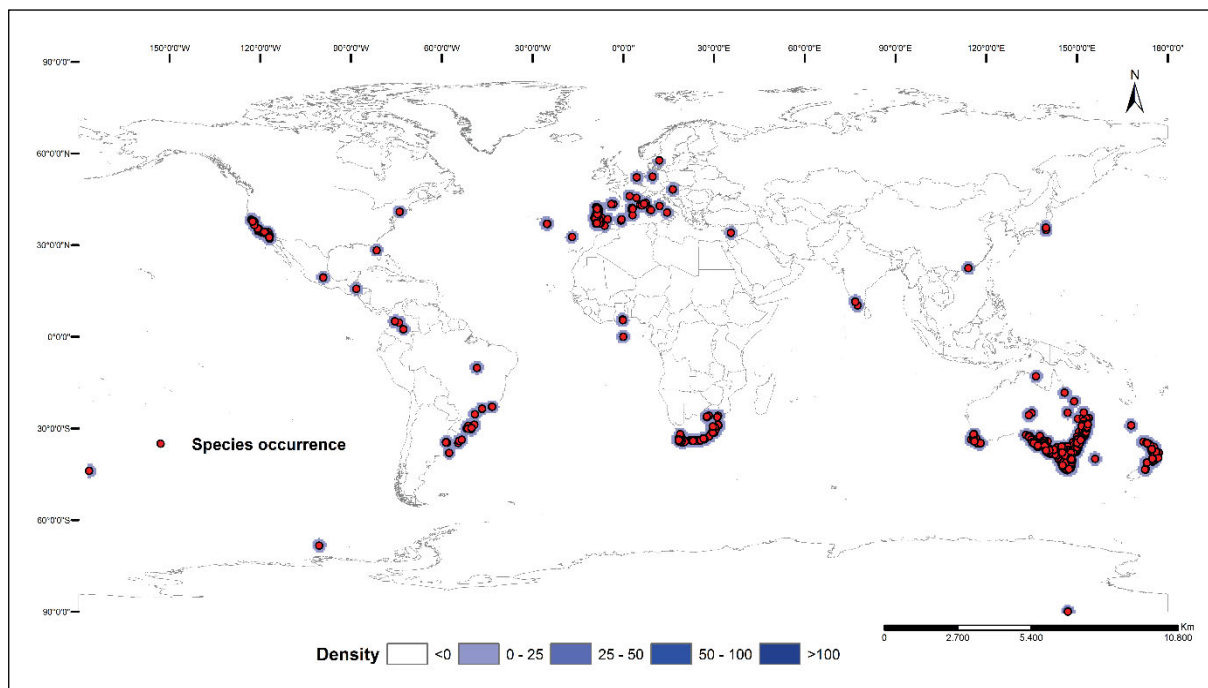 150°0'0"W 120°0'0"W 90°0'0"W 60°0'0"W 30°0'0"W 0°0'0" 30°0'0"E 60°0'0"E 120°0'0"E 150°0'0"E 180°0'0"
90°0'0"
N
60°0'0"N
30°0'0"N
0°0'0"
30°0'0"S
Species occurrence
60°0'0"S
90°0'0"
Km
0 2.700 5.400 10.800
Density <0 0 - 25 25 - 50 50 - 100 >100